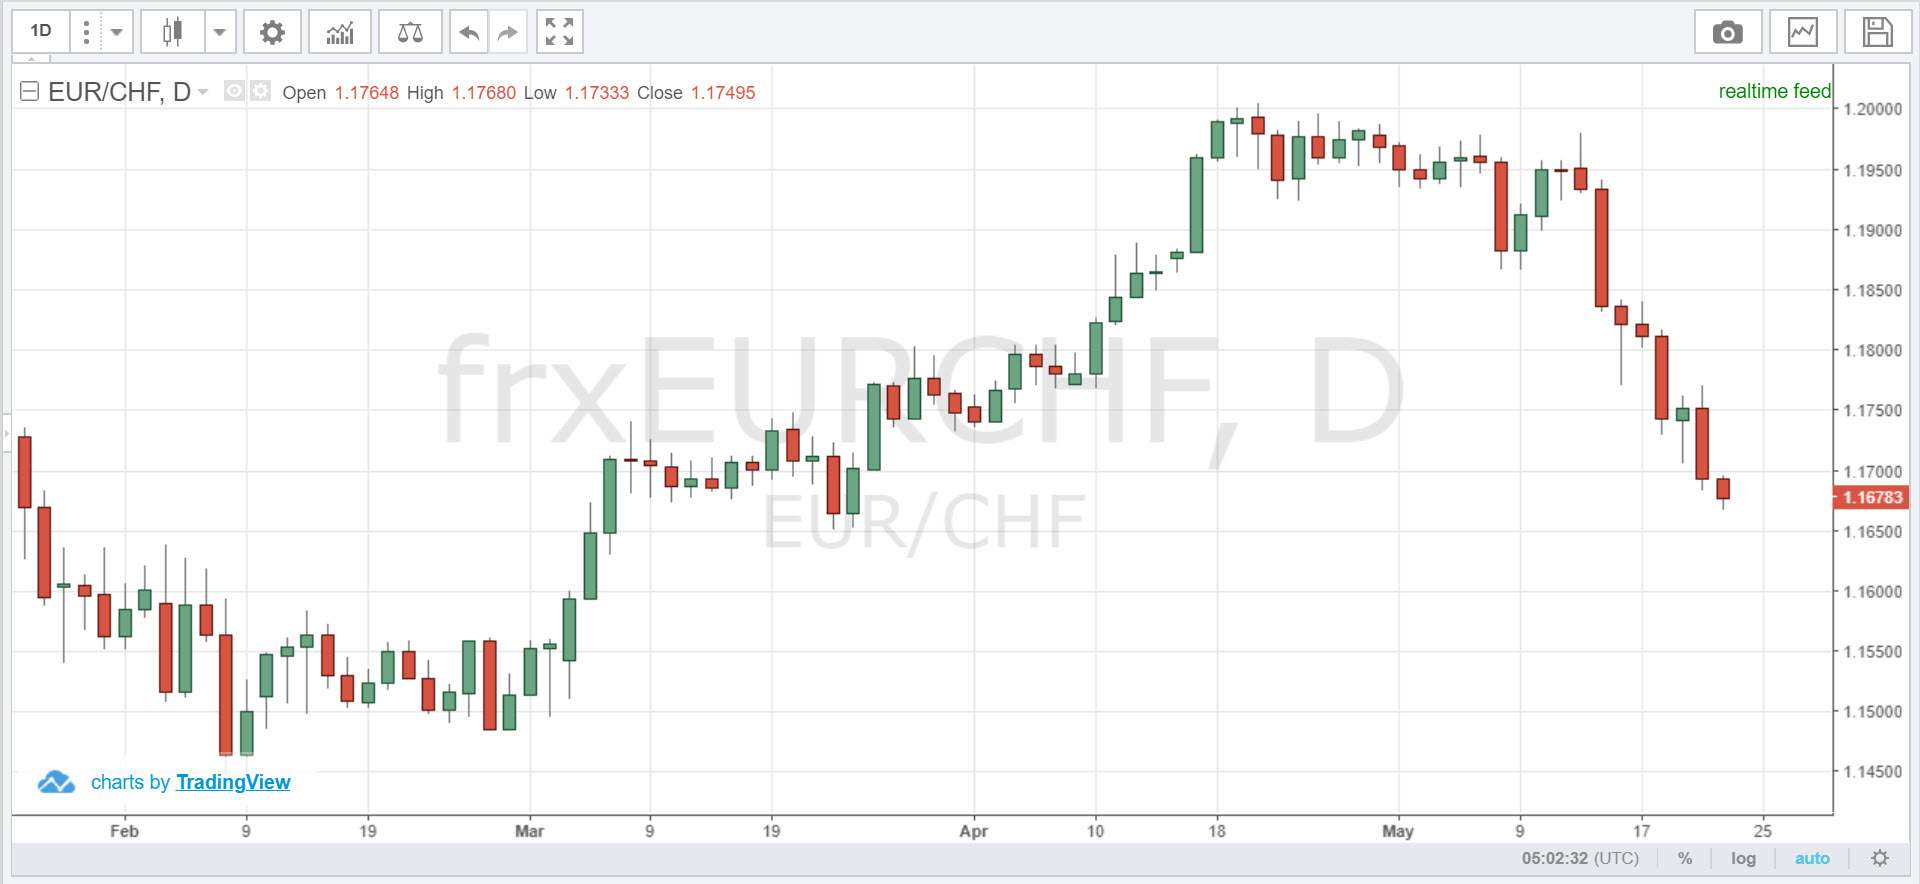 1D
EUR/CHF, D Open 1.17648 High 1.17680 Low 1.17333 Close 1.17495
realtime feed
1.20000
1.19500
1.19000
1.18500
1.18000
1.17500
1.17000
1.16783
1.16500
1.16000
1.15500
1.15000
1.14500
frxEURCHF, D
EUR/CHF
charts by TradingView
Feb 9 19 Mar 9 19 Apr 10 18 May 9 17 25
05:02:32 (UTC) % log auto